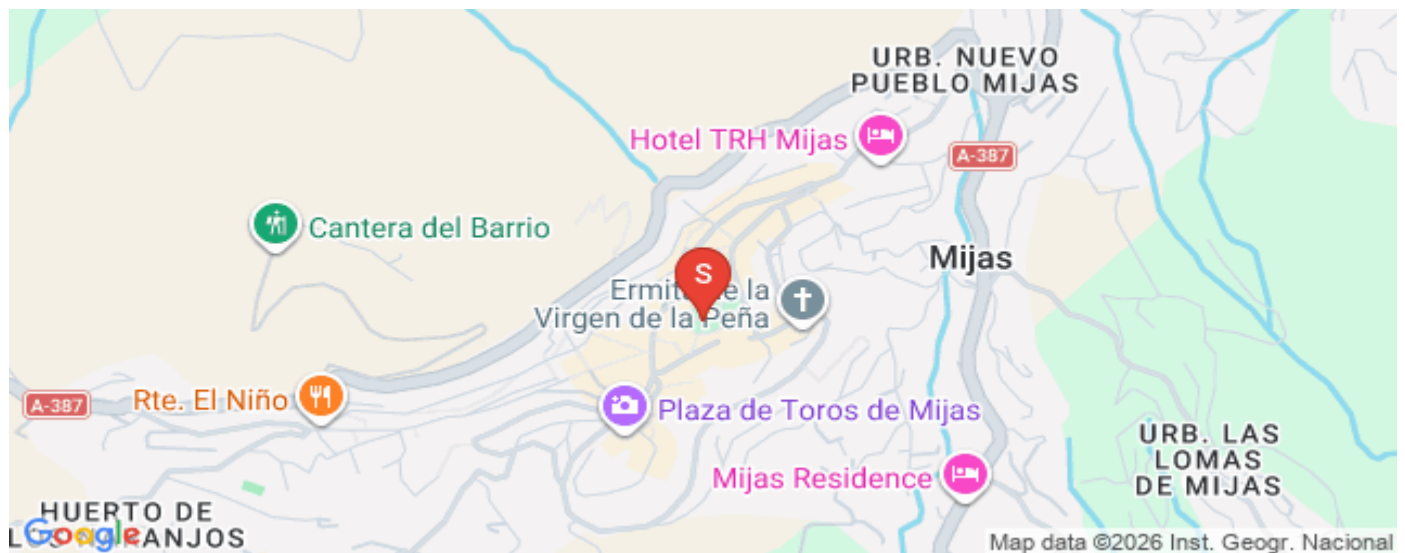 URB. NUEVO
PUEBLO MIJAS
Hotel TRH Mijas
A-387
Cantera del Barrio
Mijas
S
Ermita de la
Virgen de la Peña
A-387
Rte. El Niño
Plaza de Toros de Mijas
URB. LAS
LOMAS
DE MIJAS
Mijas Residence
HUERTO DE
Google
Map data ©2026 Inst. Geogr. Nacional